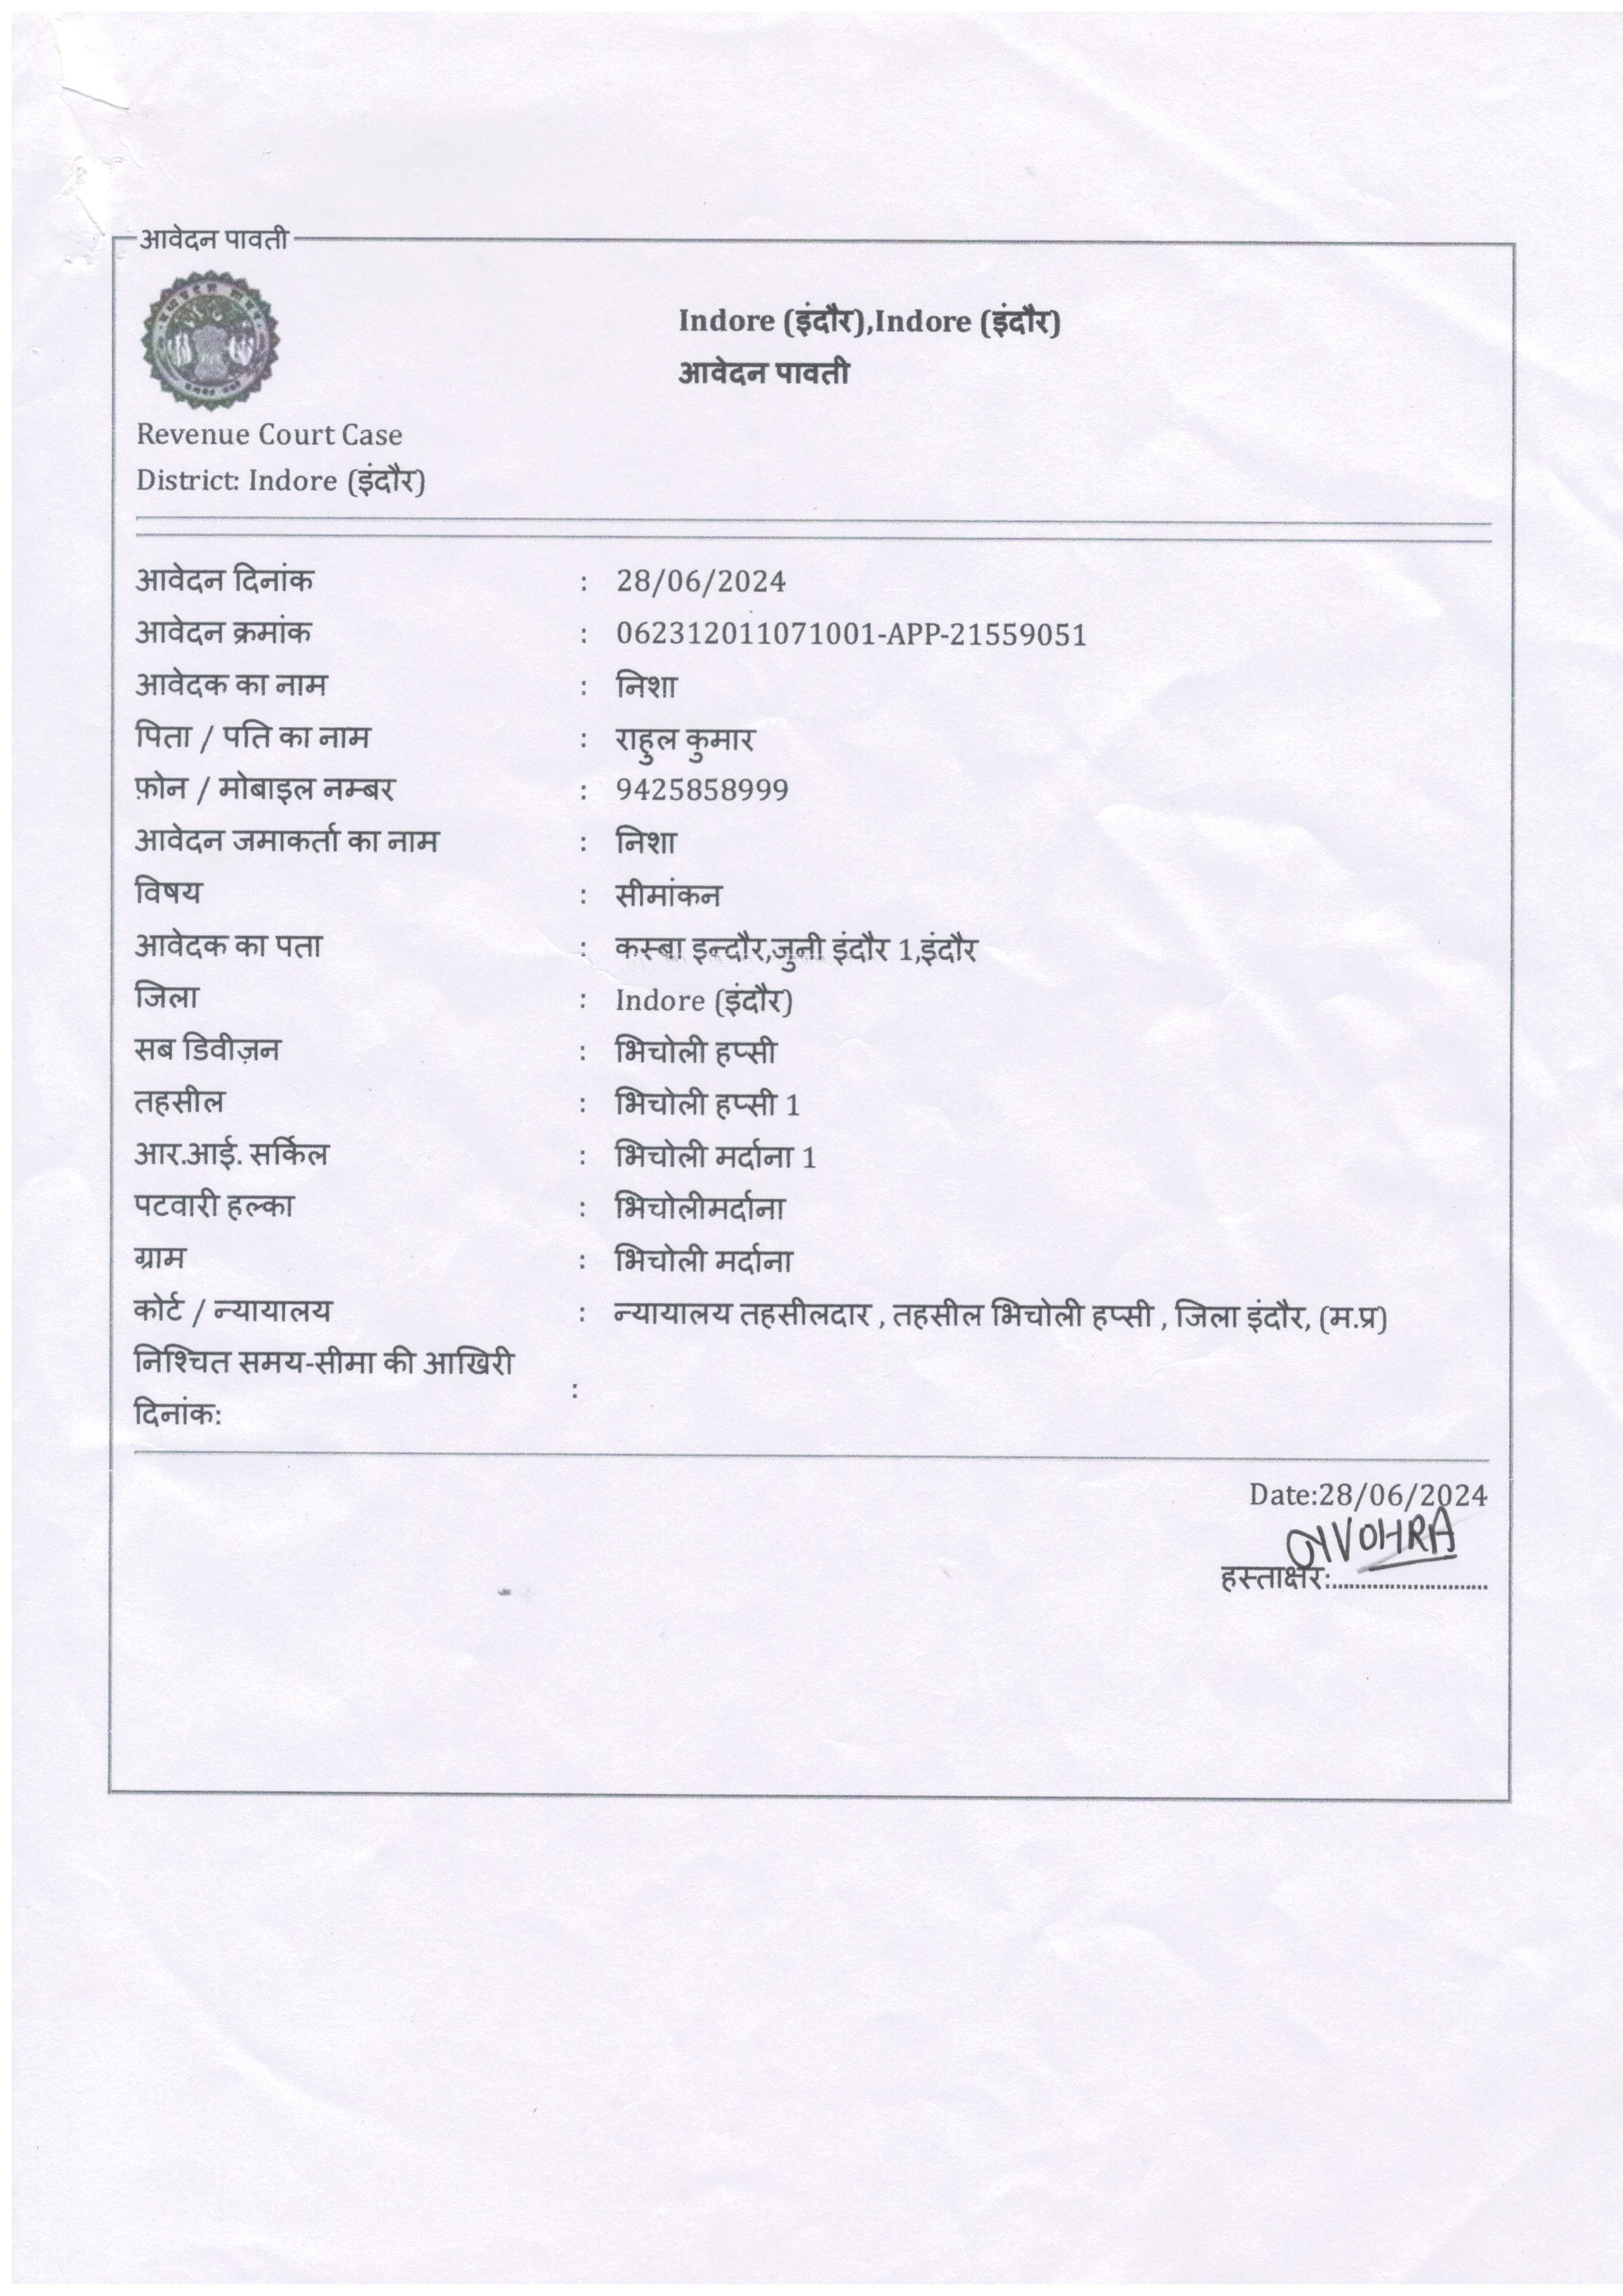 आवेदन पावती
Indore (इंदौर),Indore (इंदौर)
आवेदन पावती
Revenue Court Case
District: Indore (इंदौर)
आवेदन दिनांक : 28/06/2024
आवेदन क्रमांक : 062312011071001-APP-21559051
आवेदक का नाम : निशा
पिता / पति का नाम : राहुल कुमार
फ़ोन / मोबाइल नम्बर : 9425858999
आवेदन जमाकर्ता का नाम : निशा
विषय : सीमांकन
आवेदक का पता : कस्बा इन्दौर,जुनी इंदौर 1,इंदौर
जिला : Indore (इंदौर)
सब डिवीज़न : भिचोली हप्सी
तहसील : भिचोली हप्सी 1
आर.आई. सर्किल : भिचोली मर्दाना 1
पटवारी हल्का : भिचोलीमर्दाना
ग्राम : भिचोली मर्दाना
कोर्ट / न्यायालय : न्यायालय तहसीलदार , तहसील भिचोली हप्सी , जिला इंदौर, (म.प्र)
निश्चित समय-सीमा की आखिरी
दिनांक: :
Date:28/06/2024
VOHRA
हस्ताक्षर:............................